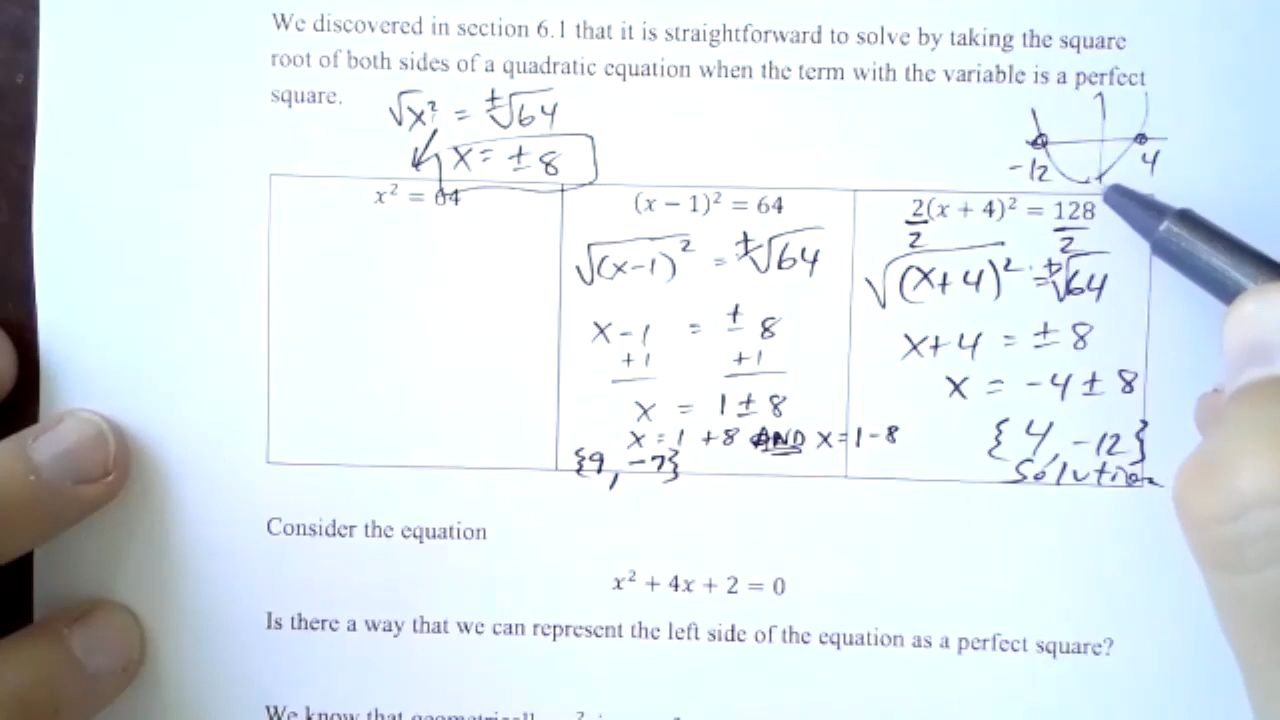 We discovered in section 6.1 that it is straightforward to solve by taking the square
root of both sides of a quadratic equation when the term with the variable is a perfect
square.
√x² = ±√64
x = ±8
-12
4
x² = 64
(x − 1)² = 64
√(x-1)² = ±√64
x-1 = ±8
+1 +1
x = 1±8
x = 1 +8 AND x=1-8
{9, -7}
2(x + 4)² = 128
2 2
√(x+4)² = ±√64
x+4 = ±8
x = -4±8
{4, -12}
Solution
Consider the equation
x² + 4x + 2 = 0
Is there a way that we can represent the left side of the equation as a perfect square?
We know that